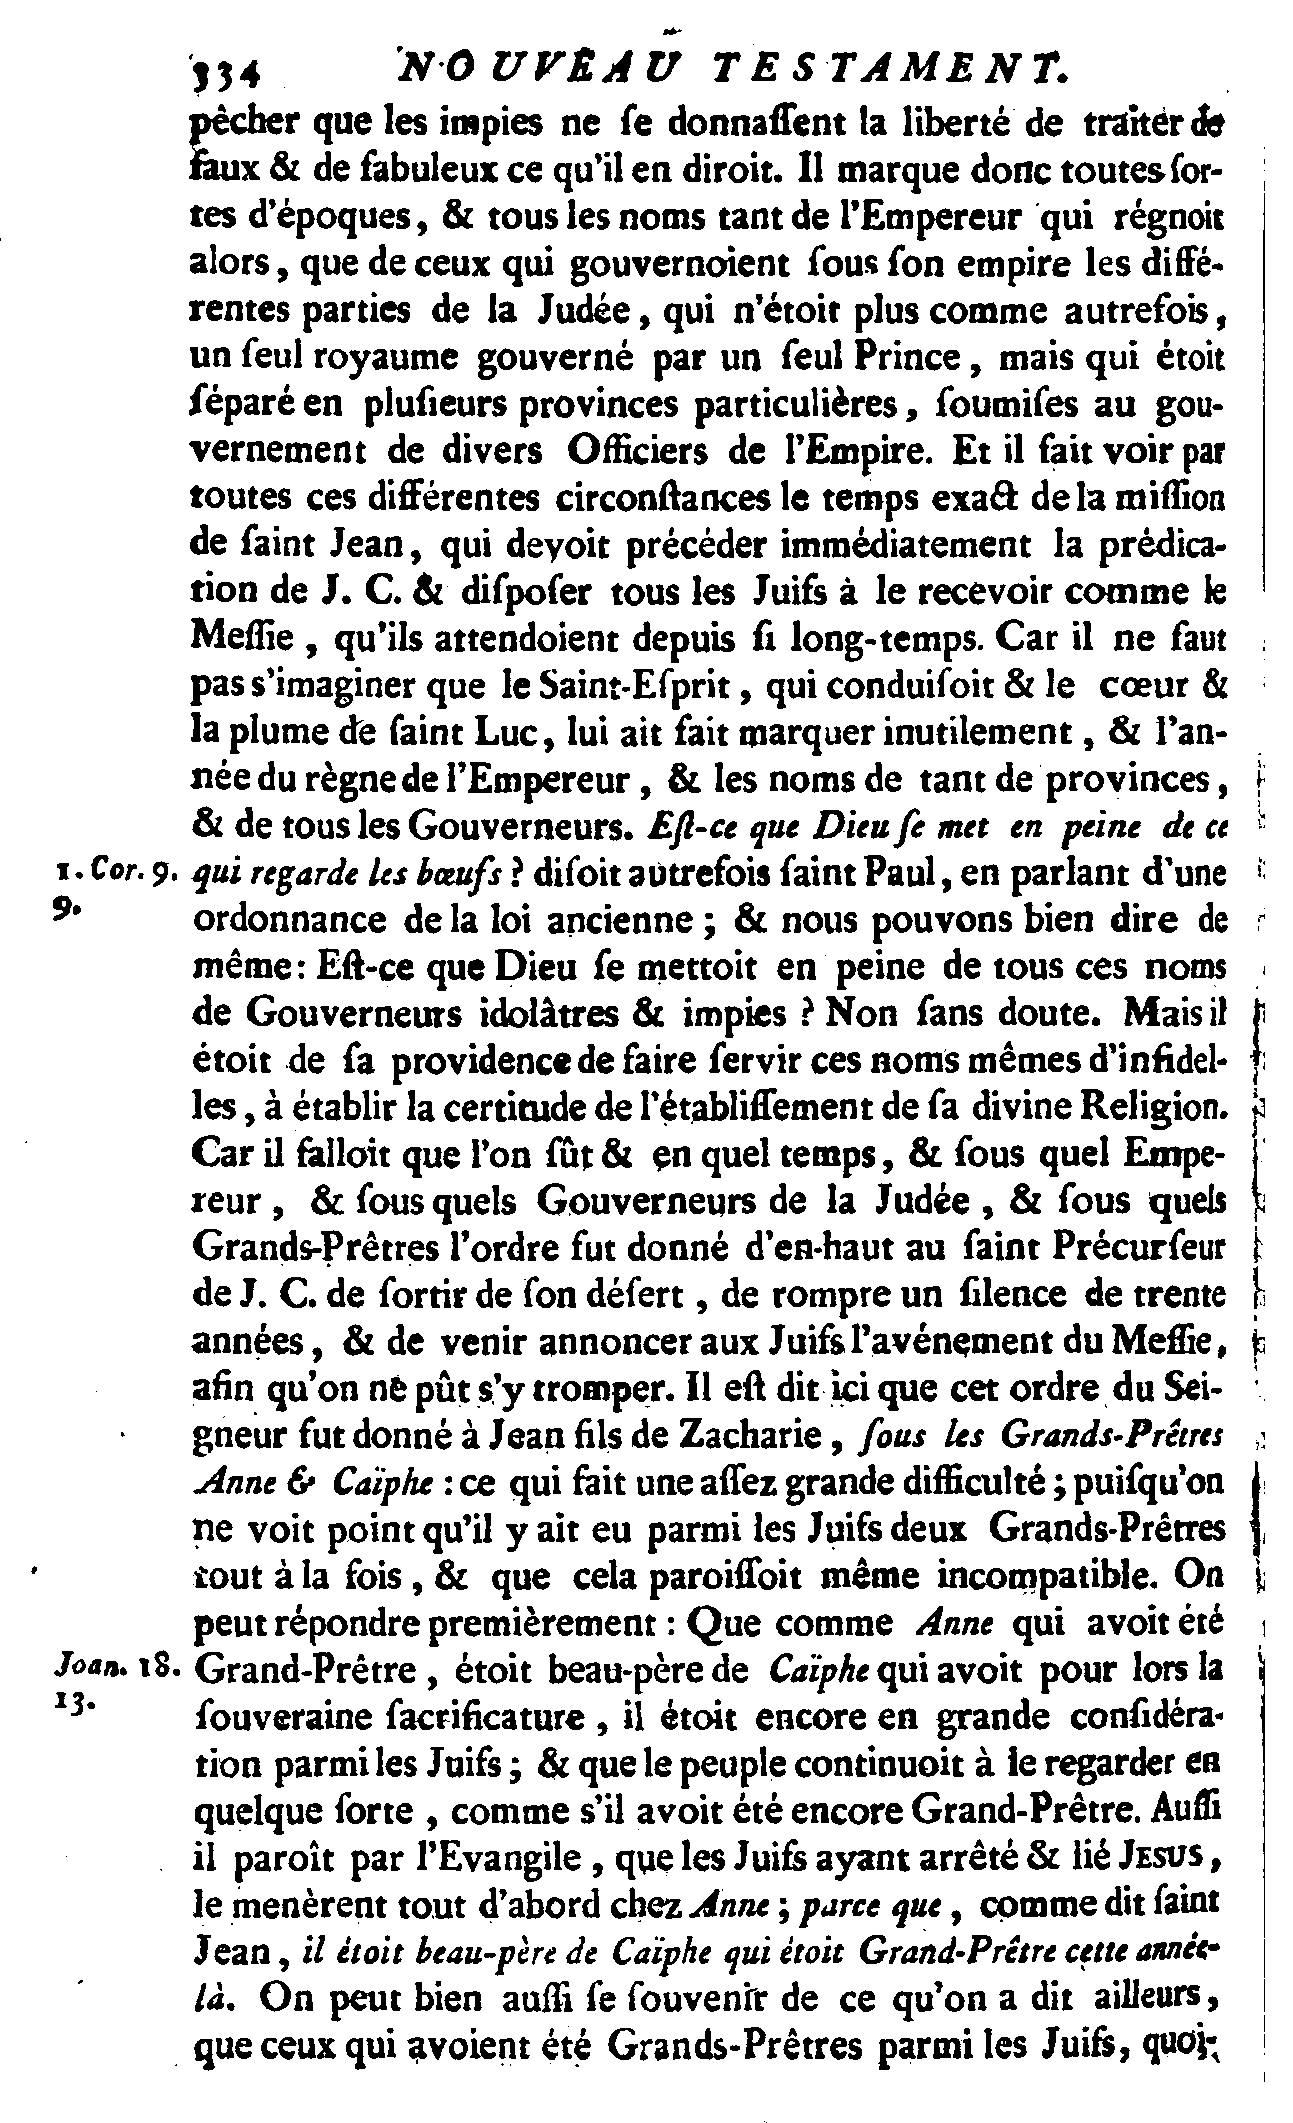 334 NOUVEAU TESTAMENT.
pêcher que les impies ne ſe donnaſſent la liberté de traiter de
faux & de fabuleux ce qu'il en diroit. Il marque donc toutes ſor-
tes d'époques, & tous les noms tant de l'Empereur qui régnoit
alors, que de ceux qui gouvernoient ſous ſon empire les diffé-
rentes parties de la Judée, qui n'étoit plus comme autrefois,
un ſeul royaume gouverné par un ſeul Prince, mais qui étoit
ſéparé en pluſieurs provinces particulières, ſoumiſes au gou-
vernement de divers Officiers de l'Empire. Et il fait voir par
toutes ces différentes circonſtances le temps exact de la miſſion
de ſaint Jean, qui devoit précéder immédiatement la prédica-
tion de J. C. & diſpoſer tous les Juifs à le recevoir comme le
Meſſie, qu'ils attendoient depuis ſi long-temps. Car il ne faut
pas s'imaginer que le Saint-Eſprit, qui conduiſoit & le cœur &
la plume de ſaint Luc, lui ait fait marquer inutilement, & l'an-
née du règne de l'Empereur, & les noms de tant de provinces,
& de tous les Gouverneurs. Eſt-ce que Dieu ſe met en peine de ce
1. Cor. 9. qui regarde les bœufs ? diſoit autrefois ſaint Paul, en parlant d'une
9. ordonnance de la loi ancienne ; & nous pouvons bien dire de
même : Eſt-ce que Dieu ſe mettoit en peine de tous ces noms
de Gouverneurs idolâtres & impies ? Non ſans doute. Mais il
étoit de ſa providence de faire ſervir ces noms mêmes d'infidel-
les, à établir la certitude de l'établiſſement de ſa divine Religion.
Car il falloit que l'on ſût & en quel temps, & ſous quel Empe-
reur, & ſous quels Gouverneurs de la Judée, & ſous quels
Grands-Prêtres l'ordre fut donné d'en-haut au ſaint Précurſeur
de J. C. de ſortir de ſon déſert, de rompre un ſilence de trente
années, & de venir annoncer aux Juifs l'avénement du Meſſie,
afin qu'on ne pût s'y tromper. Il eſt dit ici que cet ordre du Sei-
gneur fut donné à Jean fils de Zacharie, ſous les Grands-Prêtres
Anne & Caïphe : ce qui fait une aſſez grande difficulté ; puiſqu'on
ne voit point qu'il y ait eu parmi les Juifs deux Grands-Prêtres
tout à la fois, & que cela paroiſſoit même incompatible. On
peut répondre premièrement : Que comme Anne qui avoit été
Joan. 18. Grand-Prêtre, étoit beau-père de Caïphe qui avoit pour lors la
13. ſouveraine ſacrificature, il étoit encore en grande conſidéra-
tion parmi les Juifs ; & que le peuple continuoit à le regarder en
quelque ſorte, comme s'il avoit été encore Grand-Prêtre. Auſſi
il paroît par l'Evangile, que les Juifs ayant arrêté & lié JESUS,
le menèrent tout d'abord chez Anne ; parce que, comme dit ſaint
Jean, il étoit beau-père de Caïphe qui étoit Grand-Prêtre cette année-
là. On peut bien auſſi ſe ſouvenir de ce qu'on a dit ailleurs,
que ceux qui avoient été Grands-Prêtres parmi les Juifs, quoi-